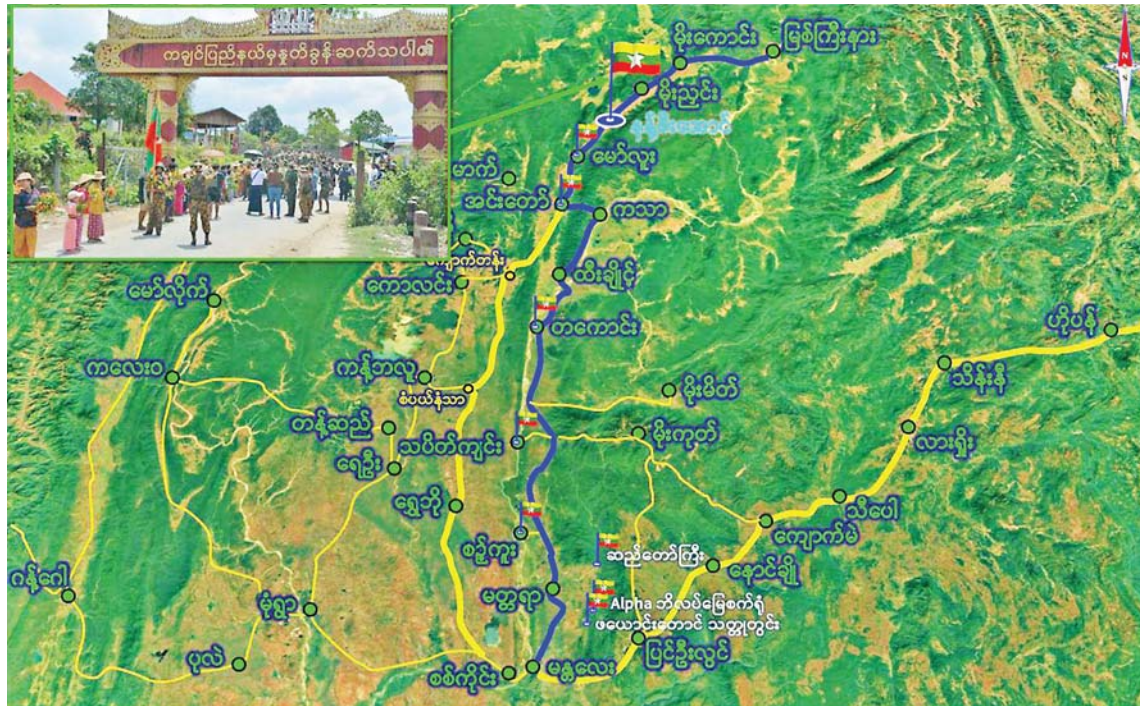 ကချင်ပြည်နယ်မှနှုတ်ခွန်းဆက်သပါ၏
မြစ်ကြီးနား
မိုးကောင်း
မိုးညှင်း
နန့်စီးအောင်
မော်လူး
မာက်
အင်းတော်
ကသာ
ကျောက်တန်း
ကောလင်း
ထီးချိုင့်
မော်လိုက်
တကောင်း
ဟိုပန်
ကလေးဝ
ကန့်ဘလူ
သိန်းနီ
စံပယ်နံသာ
မိုးမိတ်
တန့်ဆည်
သပိတ်ကျင်း
မိုးကုတ်
လားရှိုး
ရေဦး
ရွှေဘို
သီပေါ
ကျောက်မဲ
စဉ့်ကူး
ဆည်တော်ကြီး
နောင်ချို
ဂန့်ဂေါ
မတ္တရာ
မုံရွာ
Alpha ဘိလပ်မြေစက်ရုံ
ဖယောင်းတောင် သတ္တုတွင်း
ပြင်ဦးလွင်
ပုလဲ
စစ်ကိုင်း
မန္တလေး